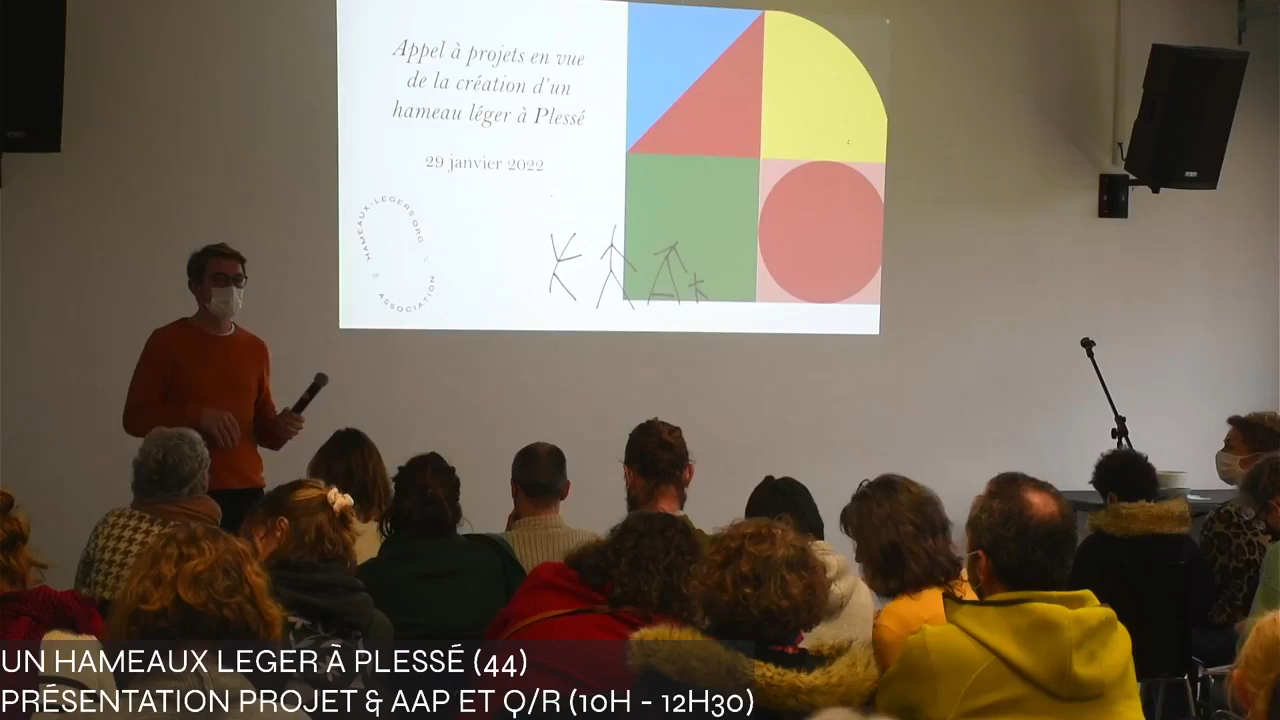 Appel à projets en vue
de la création d'un
hameau léger à Plessé
29 janvier 2022
HAMEAUX-LEGERS.ORG
ASSOCIATION
UN HAMEAUX LEGER À PLESSÉ (44)
PRÉSENTATION PROJET & AAP ET Q/R (10H - 12H30)